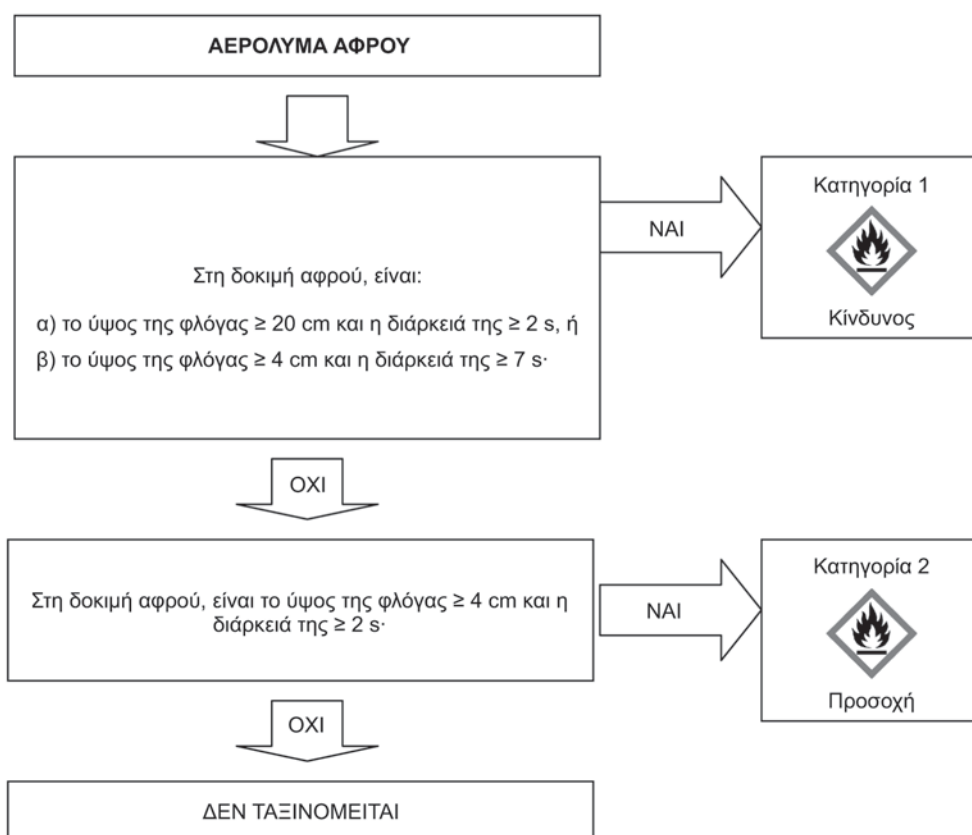 ΑΕΡΟΛΥΜΑ ΑΦΡΟΥ
Στη δοκιμή αφρού, είναι:
α) το ύψος της φλόγας ≥ 20 cm και η διάρκειά της ≥ 2 s, ή
β) το ύψος της φλόγας ≥ 4 cm και η διάρκειά της ≥ 7 s·
ΝΑΙ
Κατηγορία 1
Κίνδυνος
ΟΧΙ
Στη δοκιμή αφρού, είναι το ύψος της φλόγας ≥ 4 cm και η
διάρκειά της ≥ 2 s·
ΝΑΙ
Κατηγορία 2
Προσοχή
ΟΧΙ
ΔΕΝ ΤΑΞΙΝΟΜΕΙΤΑΙ